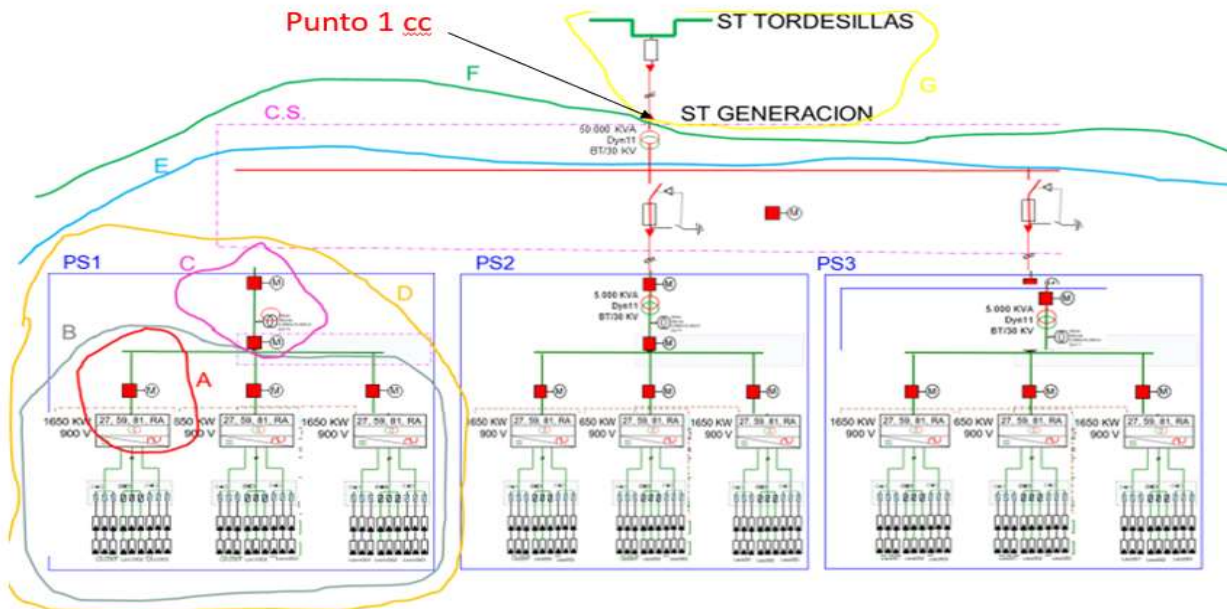 Punto 1 cc
ST TORDESILLAS
F
G
C.S.
ST GENERACION
50.000 KVA
Dyn11
BT/30 KV
E
M
PS1
C
D
PS2
PS3
M
M
5.000 KVA
Dyn11
BT/30 KV
M
5.000 KVA
Dyn11
BT/30 KV
B
M
M
A
M
M
M
M
M
M
M
M
M
1650 KW
900 V
27, 59, 81, RA
650 KW
900 V
27, 59, 81, RA
1650 KW
900 V
27, 59, 81, RA
1650 KW
900 V
27, 59, 81, RA
650 KW
900 V
27, 59, 81, RA
1650 KW
900 V
27, 59, 81, RA
1650 KW
900 V
27, 59, 81, RA
650 KW
900 V
27, 59, 81, RA
1650 KW
900 V
27, 59, 81, RA